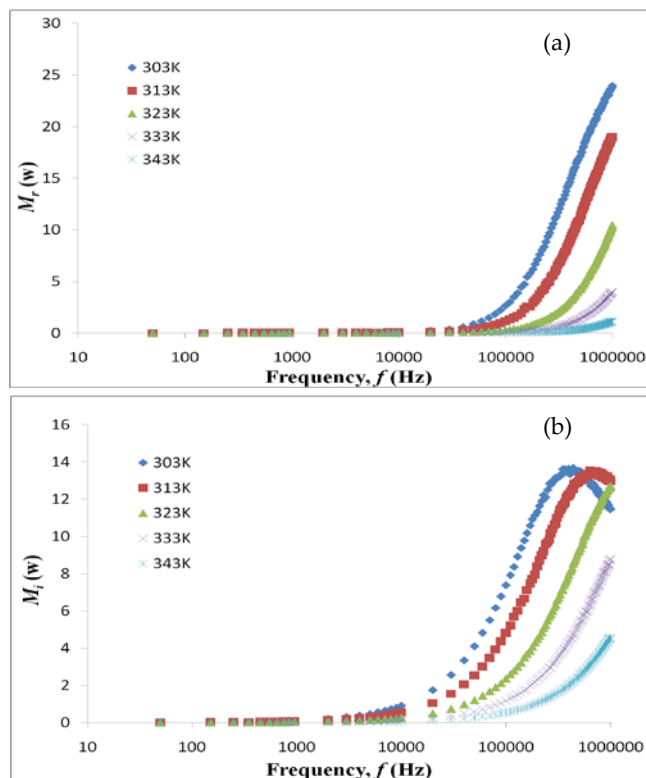 30
(a)
25
20
15
10
5
0
303K
313K
323K
333K
343K
M_r (w)
10 100 1000 10000 100000 1000000
Frequency, f (Hz)
16
(b)
14
12
10
8
6
4
2
0
303K
313K
323K
333K
343K
M_i (w)
10 100 1000 10000 100000 1000000
Frequency, f (Hz)